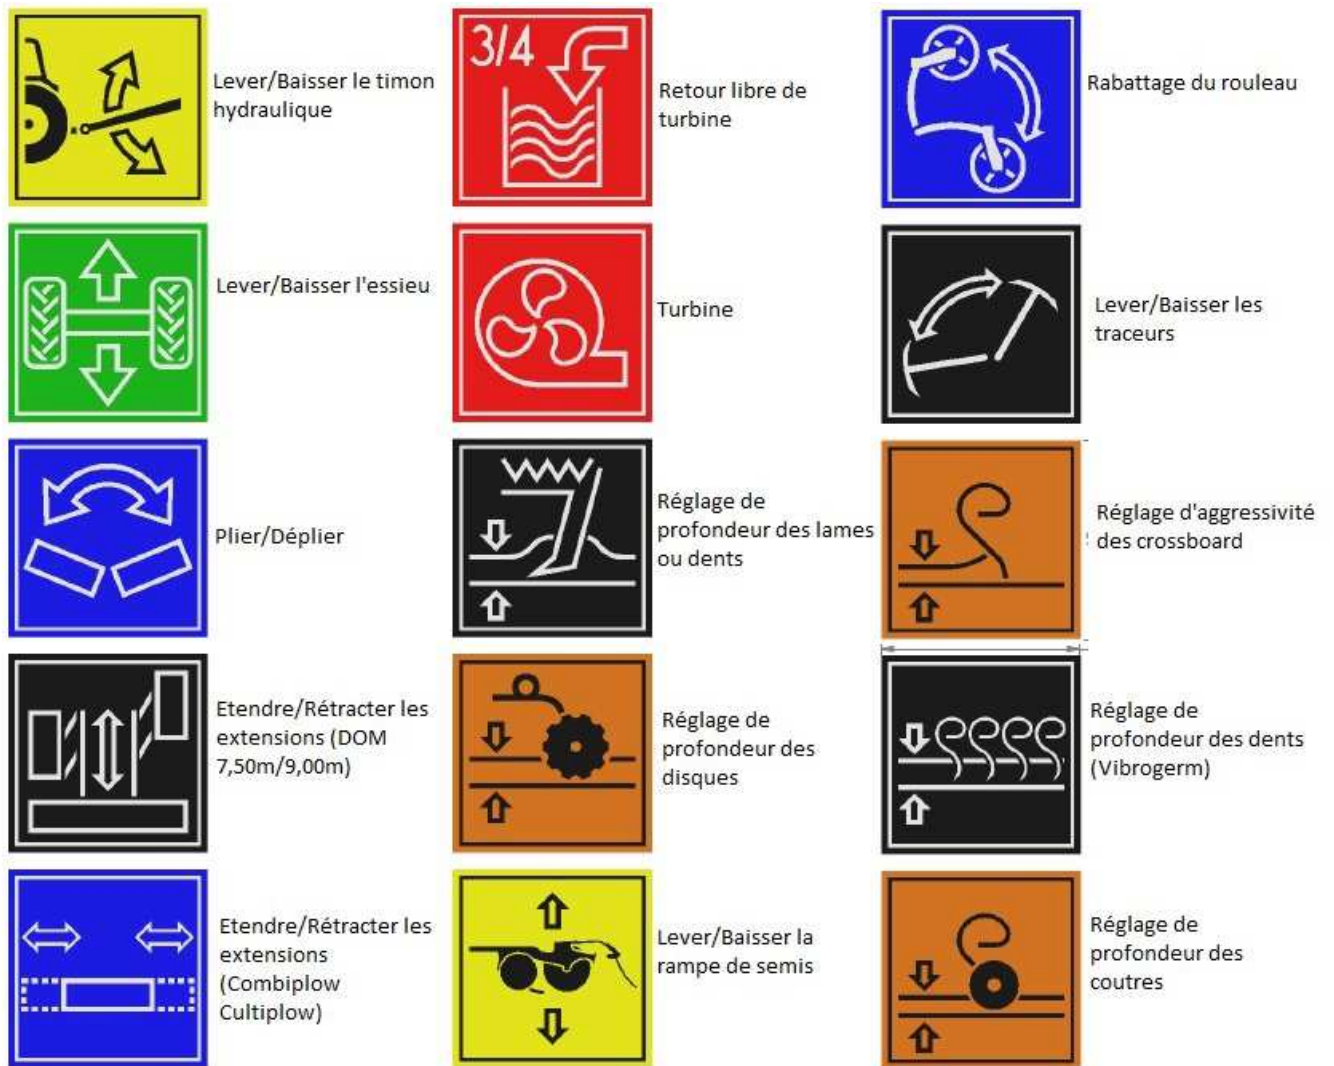 Lever/Baisser le timon
hydraulique
3/4
Retour libre de
turbine
Rabattage du rouleau
Lever/Baisser l'essieu
Turbine
Lever/Baisser les
traceurs
Plier/Déplier
Réglage de
profondeur des lames
ou dents
Réglage d'aggressivité
des crossboard
Etendre/Rétracter les
extensions (DOM
7,50m/9,00m)
Réglage de
profondeur des
disques
Réglage de
profondeur des dents
(Vibrogerm)
Etendre/Rétracter les
extensions
(Combiplow
Cultiplow)
Lever/Baisser la
rampe de semis
Réglage de
profondeur des
coutres